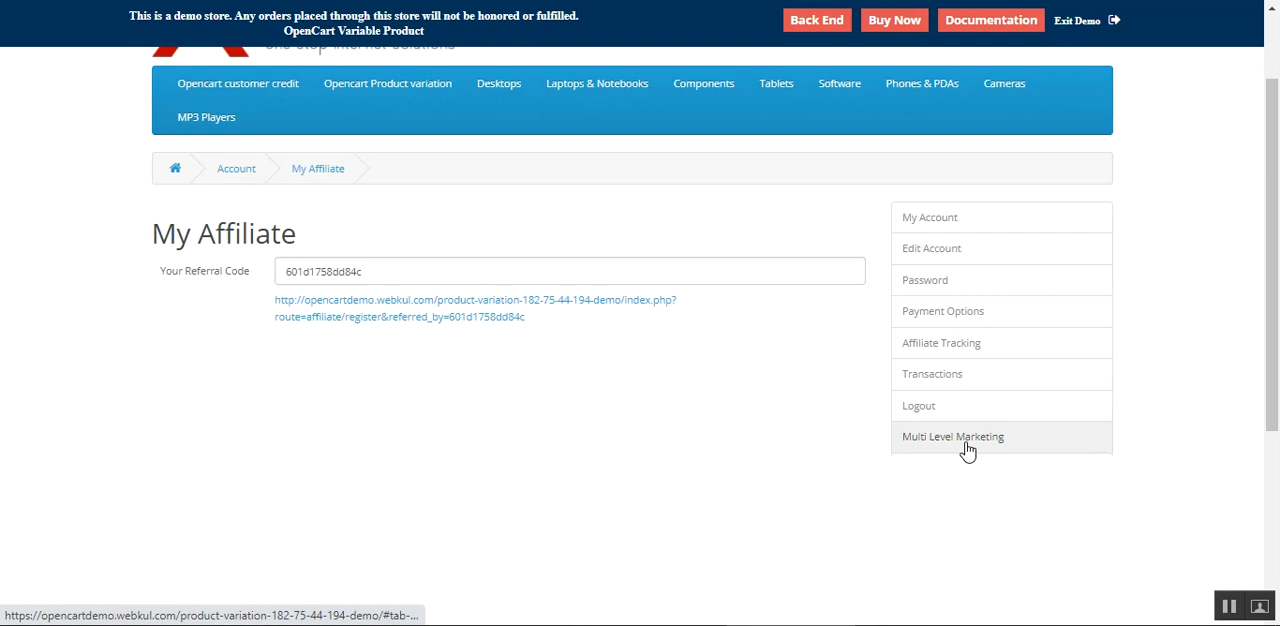 This is a demo store. Any orders placed through this store will not be honored or fulfilled.
OpenCart Variable Product
Back End
Buy Now
Documentation
Exit Demo
Opencart customer credit
Opencart Product variation
Desktops
Laptops & Notebooks
Components
Tablets
Software
Phones & PDAs
Cameras
MP3 Players
Account
My Affiliate
My Affiliate
Your Referral Code
601d1758dd84c
http://opencartdemo.webkul.com/product-variation-182-75-44-194-demo/index.php?
route=affiliate/register&referred_by=601d1758dd84c
My Account
Edit Account
Password
Payment Options
Affiliate Tracking
Transactions
Logout
Multi Level Marketing
https://opencartdemo.webkul.com/product-variation-182-75-44-194-demo/#tab-...